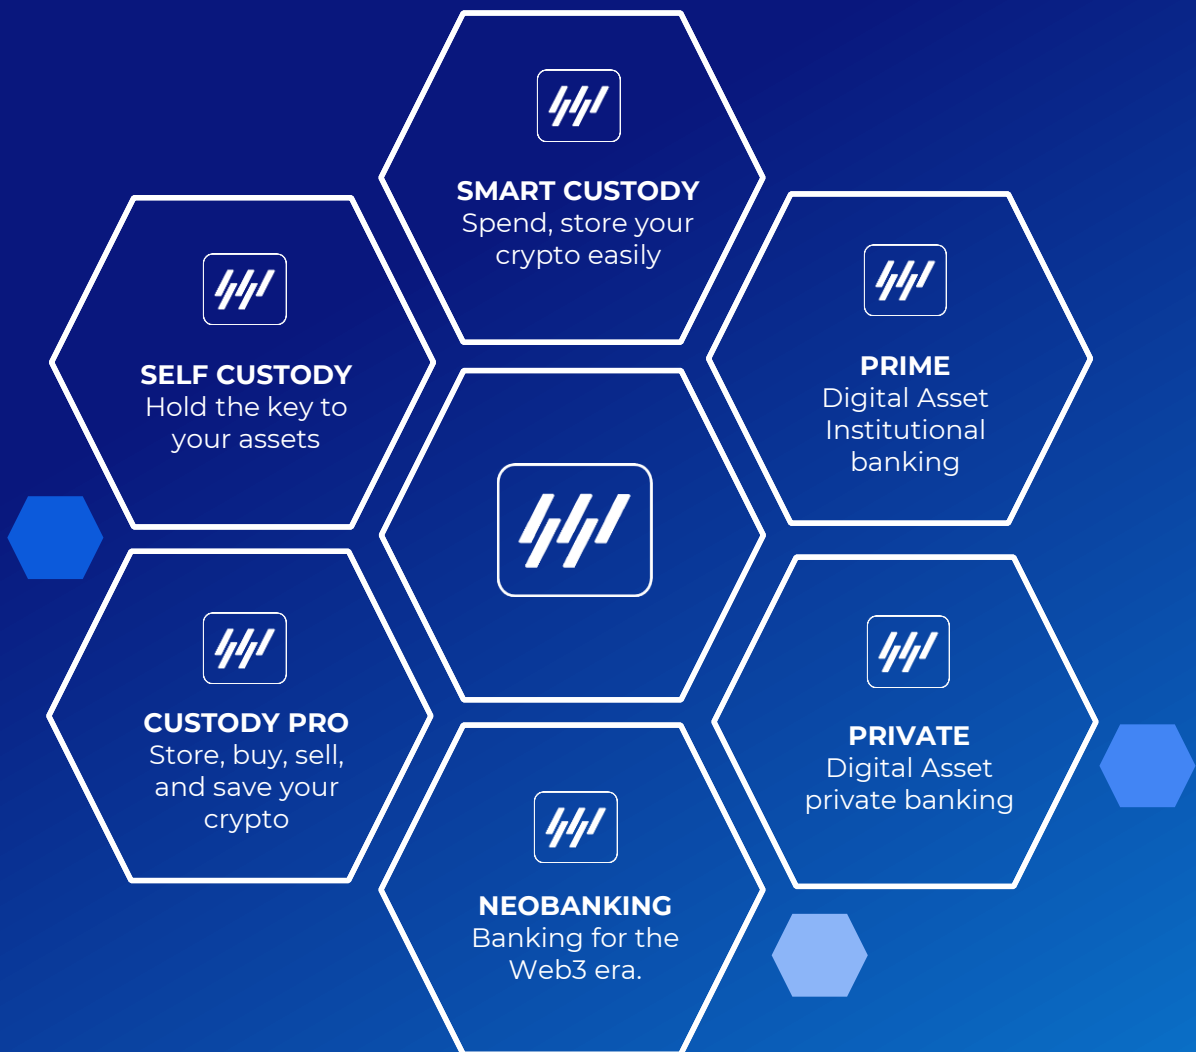 SMART CUSTODY
Spend, store your
crypto easily
SELF CUSTODY
Hold the key to
your assets
PRIME
Digital Asset
Institutional
banking
CUSTODY PRO
Store, buy, sell,
and save your
crypto
PRIVATE
Digital Asset
private banking
NEOBANKING
Banking for the
Web3 era.